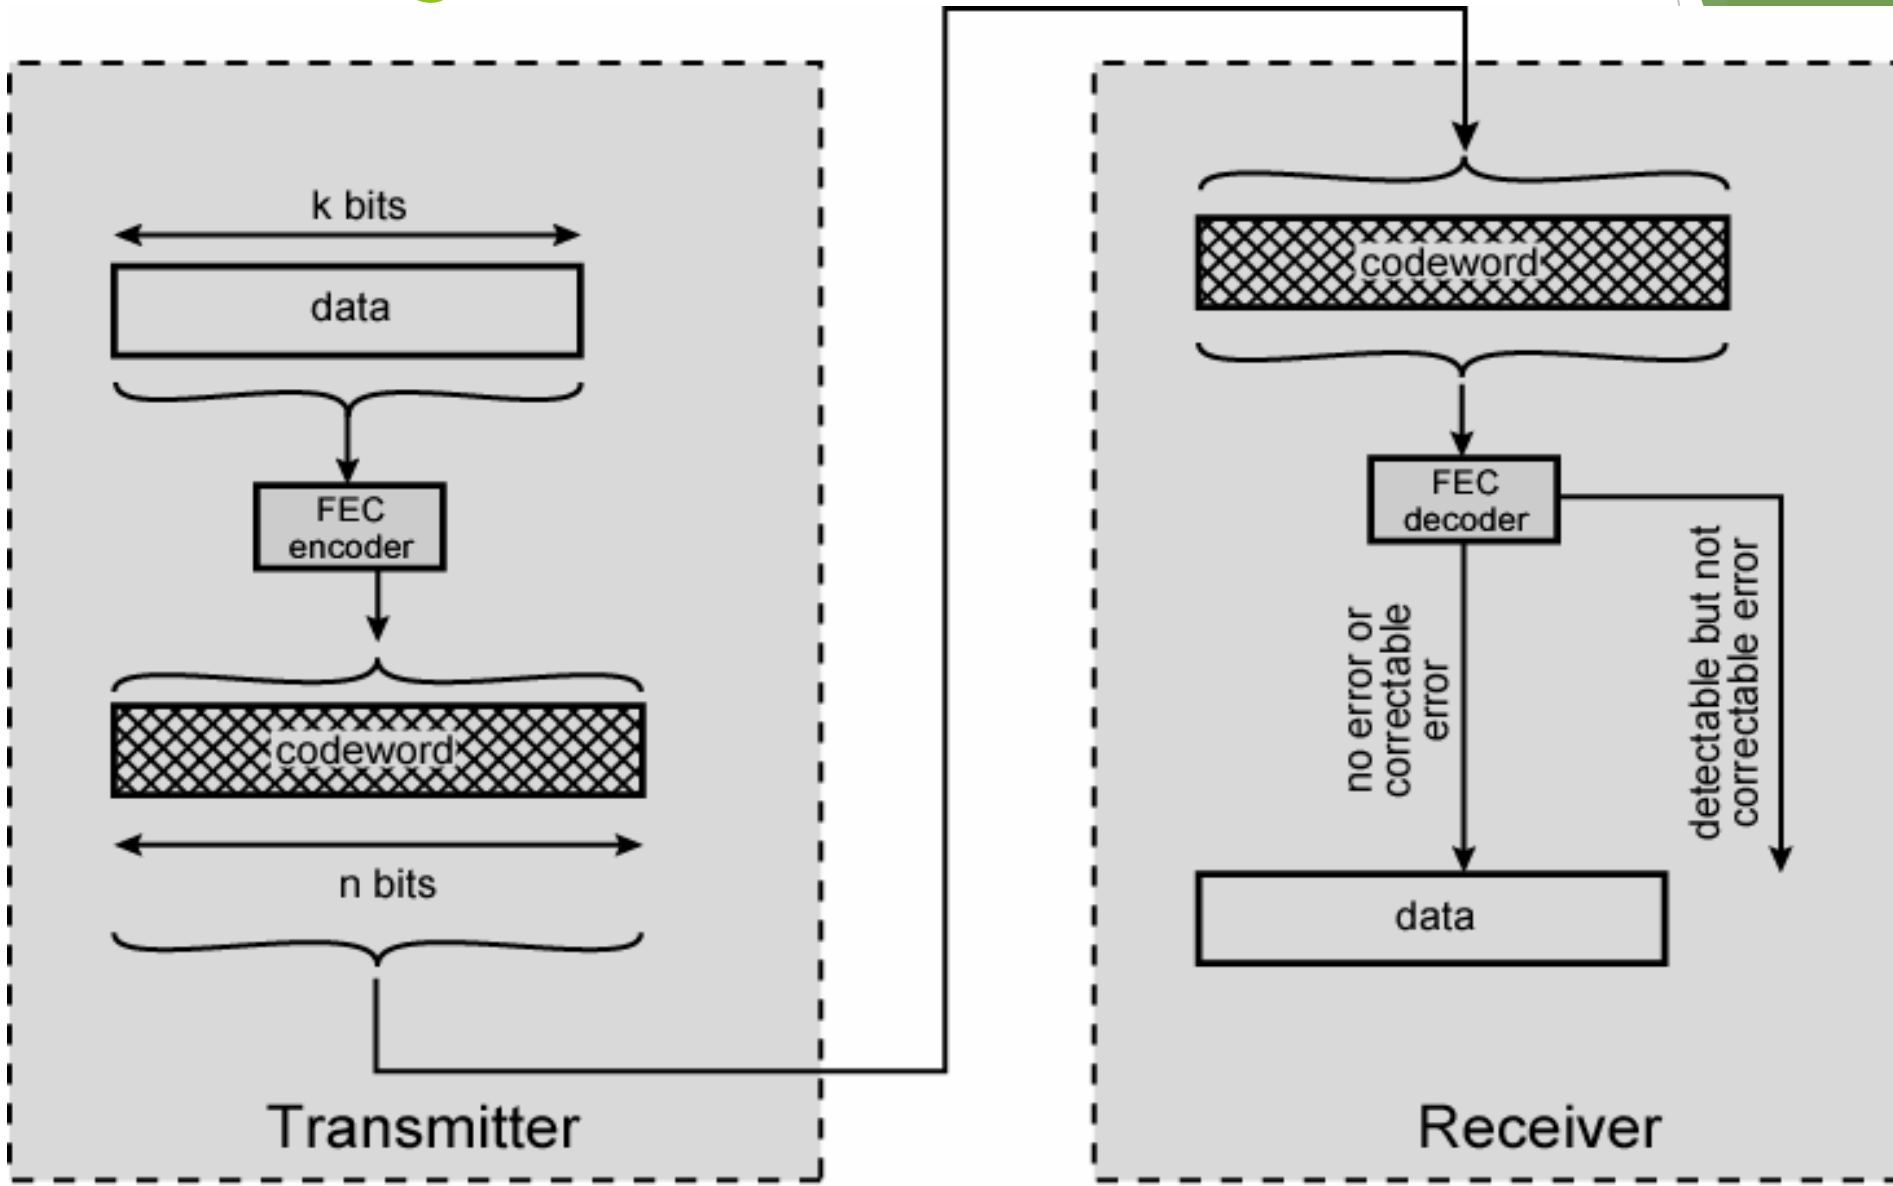 k bits
data
FEC
encoder
codeword
n bits
Transmitter
codeword
FEC
decoder
no error or
correctable
error
detectable but not
correctable error
data
Receiver